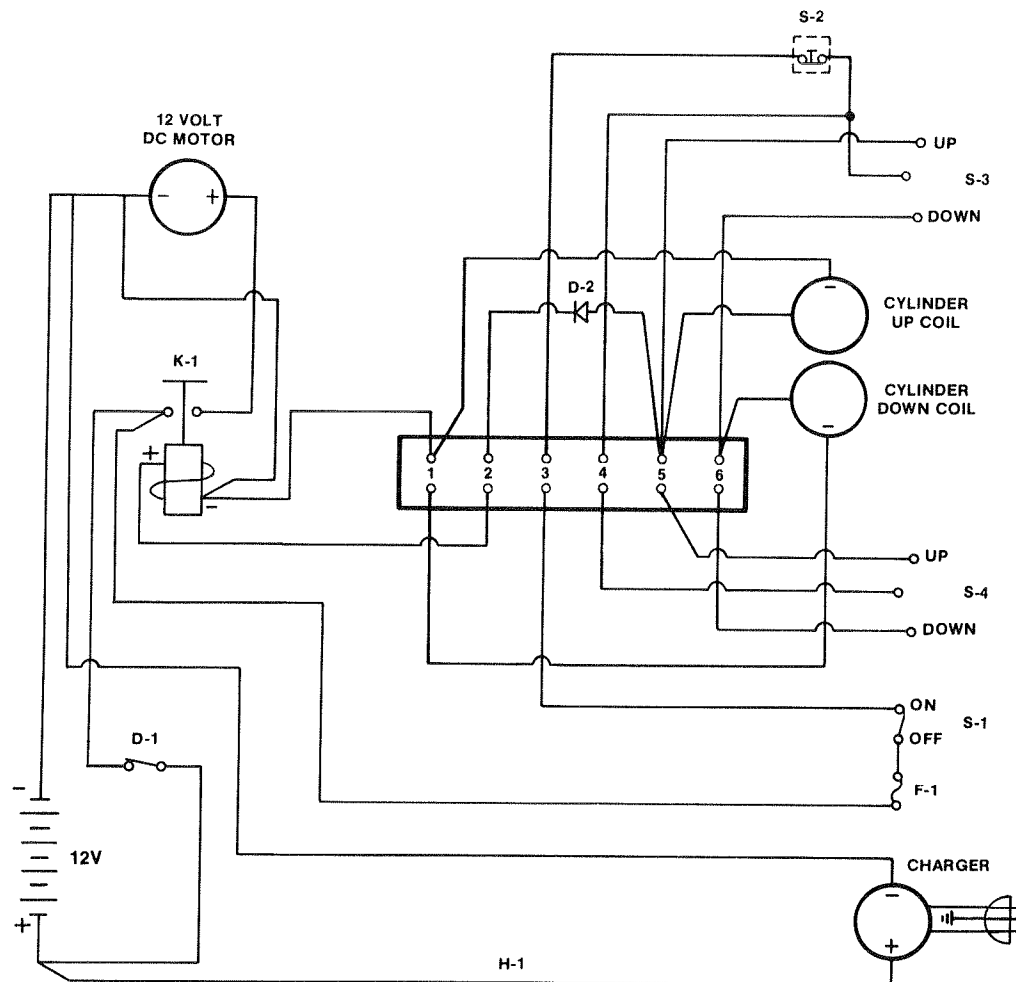 S-2
12 VOLT
DC MOTOR
UP
S-3
DOWN
- +
D-2
-
CYLINDER
UP COIL
K-1
CYLINDER
DOWN COIL
-
+
-
1 2 3 4 5 6
UP
S-4
DOWN
ON
S-1
OFF
D-1
F-1
-
12V
+
CHARGER
-
+
H-1